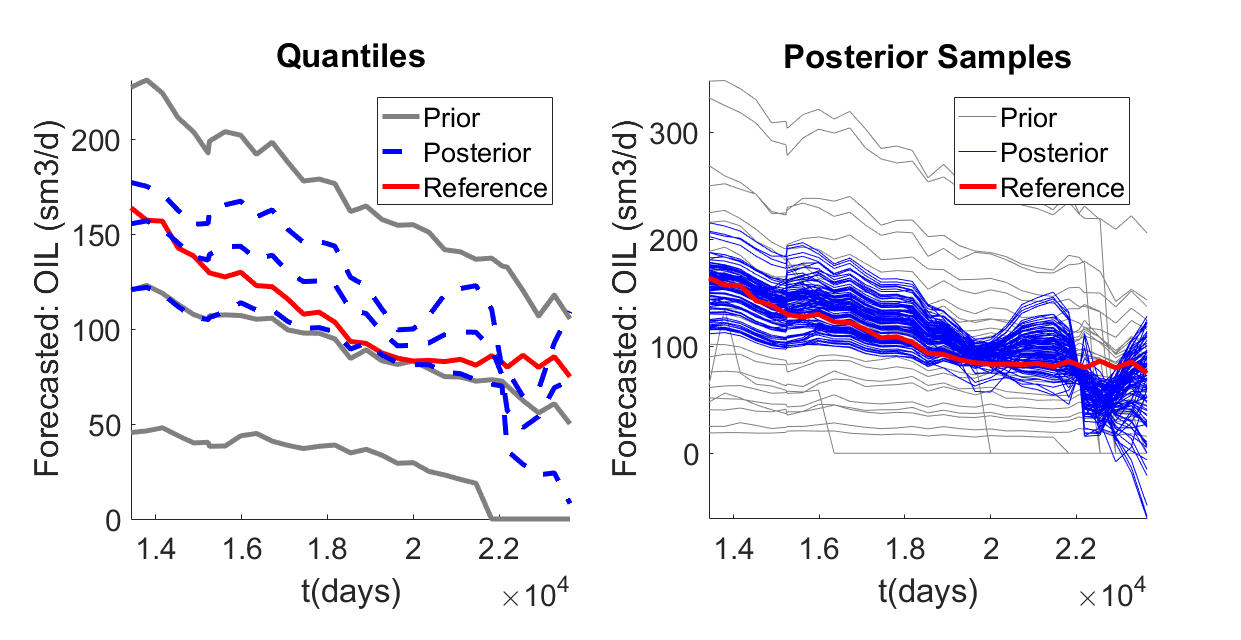 Quantiles
Forecasted: OIL (sm3/d)
200
150
100
50
0
Prior
Posterior
Reference
1.4 1.6 1.8 2 2.2
×10^4
t(days)
Posterior Samples
Forecasted: OIL (sm3/d)
300
200
100
0
Prior
Posterior
Reference
1.4 1.6 1.8 2 2.2
×10^4
t(days)